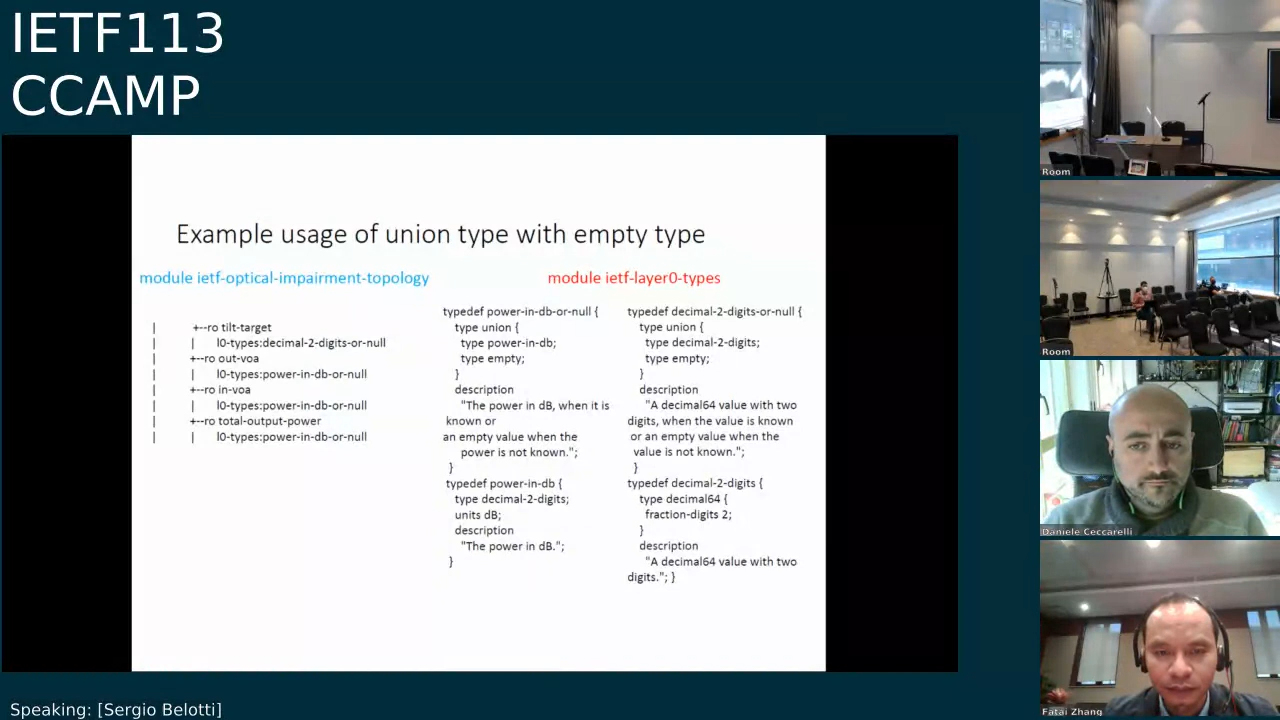 IETF113
CCAMP
Example usage of union type with empty type
module ietf-optical-impairment-topology
| +--ro tilt-target
| | l0-types:decimal-2-digits-or-null
| +--ro out-voa
| | l0-types:power-in-db-or-null
| +--ro in-voa
| | l0-types:power-in-db-or-null
| +--ro total-output-power
| | l0-types:power-in-db-or-null
module ietf-layer0-types
typedef power-in-db-or-null {
type union {
type power-in-db;
type empty;
}
description
"The power in dB, when it is
known or
an empty value when the
power is not known.";
}
typedef power-in-db {
type decimal-2-digits;
units dB;
description
"The power in dB.";
}
typedef decimal-2-digits-or-null {
type union {
type decimal-2-digits;
type empty;
}
description
"A decimal64 value with two
digits, when the value is known
or an empty value when the
value is not known.";
}
typedef decimal-2-digits {
type decimal64 {
fraction-digits 2;
}
description
"A decimal64 value with two
digits."; }
Room
Room
Daniele Ceccarelli
Fatai Zhang
Speaking: [Sergio Belotti]